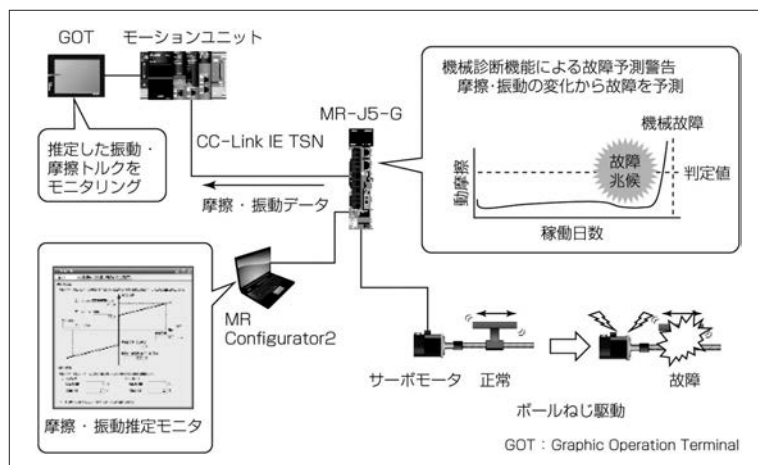 GOT
モーションユニット
推定した振動・
摩擦トルクを
モニタリング
CC-Link IE TSN
MR-J5-G
摩擦・振動データ
機械診断機能による故障予測警告
摩擦・振動の変化から故障を予測
機械故障
故障
兆候
判定値
動摩擦
稼働日数
MR
Configurator2
摩擦・振動推定モニタ
サーボモータ
正常
故障
ボールねじ駆動
GOT：Graphic Operation Terminal